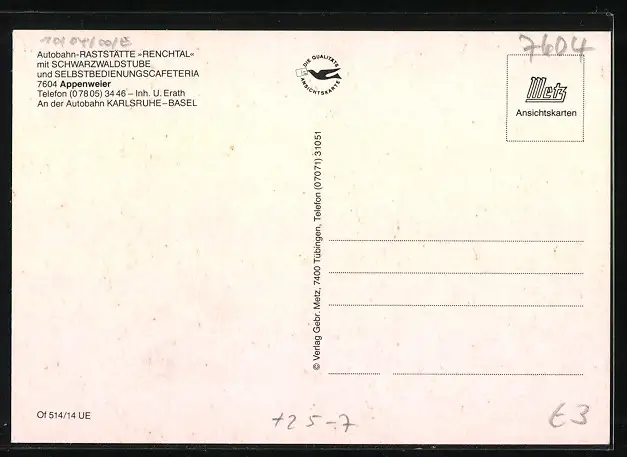 Autobahn-RASTSTÄTTE »RENCHTAL«
mit SCHWARZWALDSTUBE
und SELBSTBEDIENUNGSCAFETERIA
7604 Appenweier
Telefon (07805) 3446 – Inh. U. Erath
An der Autobahn KARLSRUHE–BASEL
DIE QUALITÄTS
ANSICHTSKARTE
7604
Metz
Ansichtskarten
© Verlag Gebr. Metz, 7400 Tübingen, Telefon (07071) 31051
Of 514/14 UE
+25-7
€3